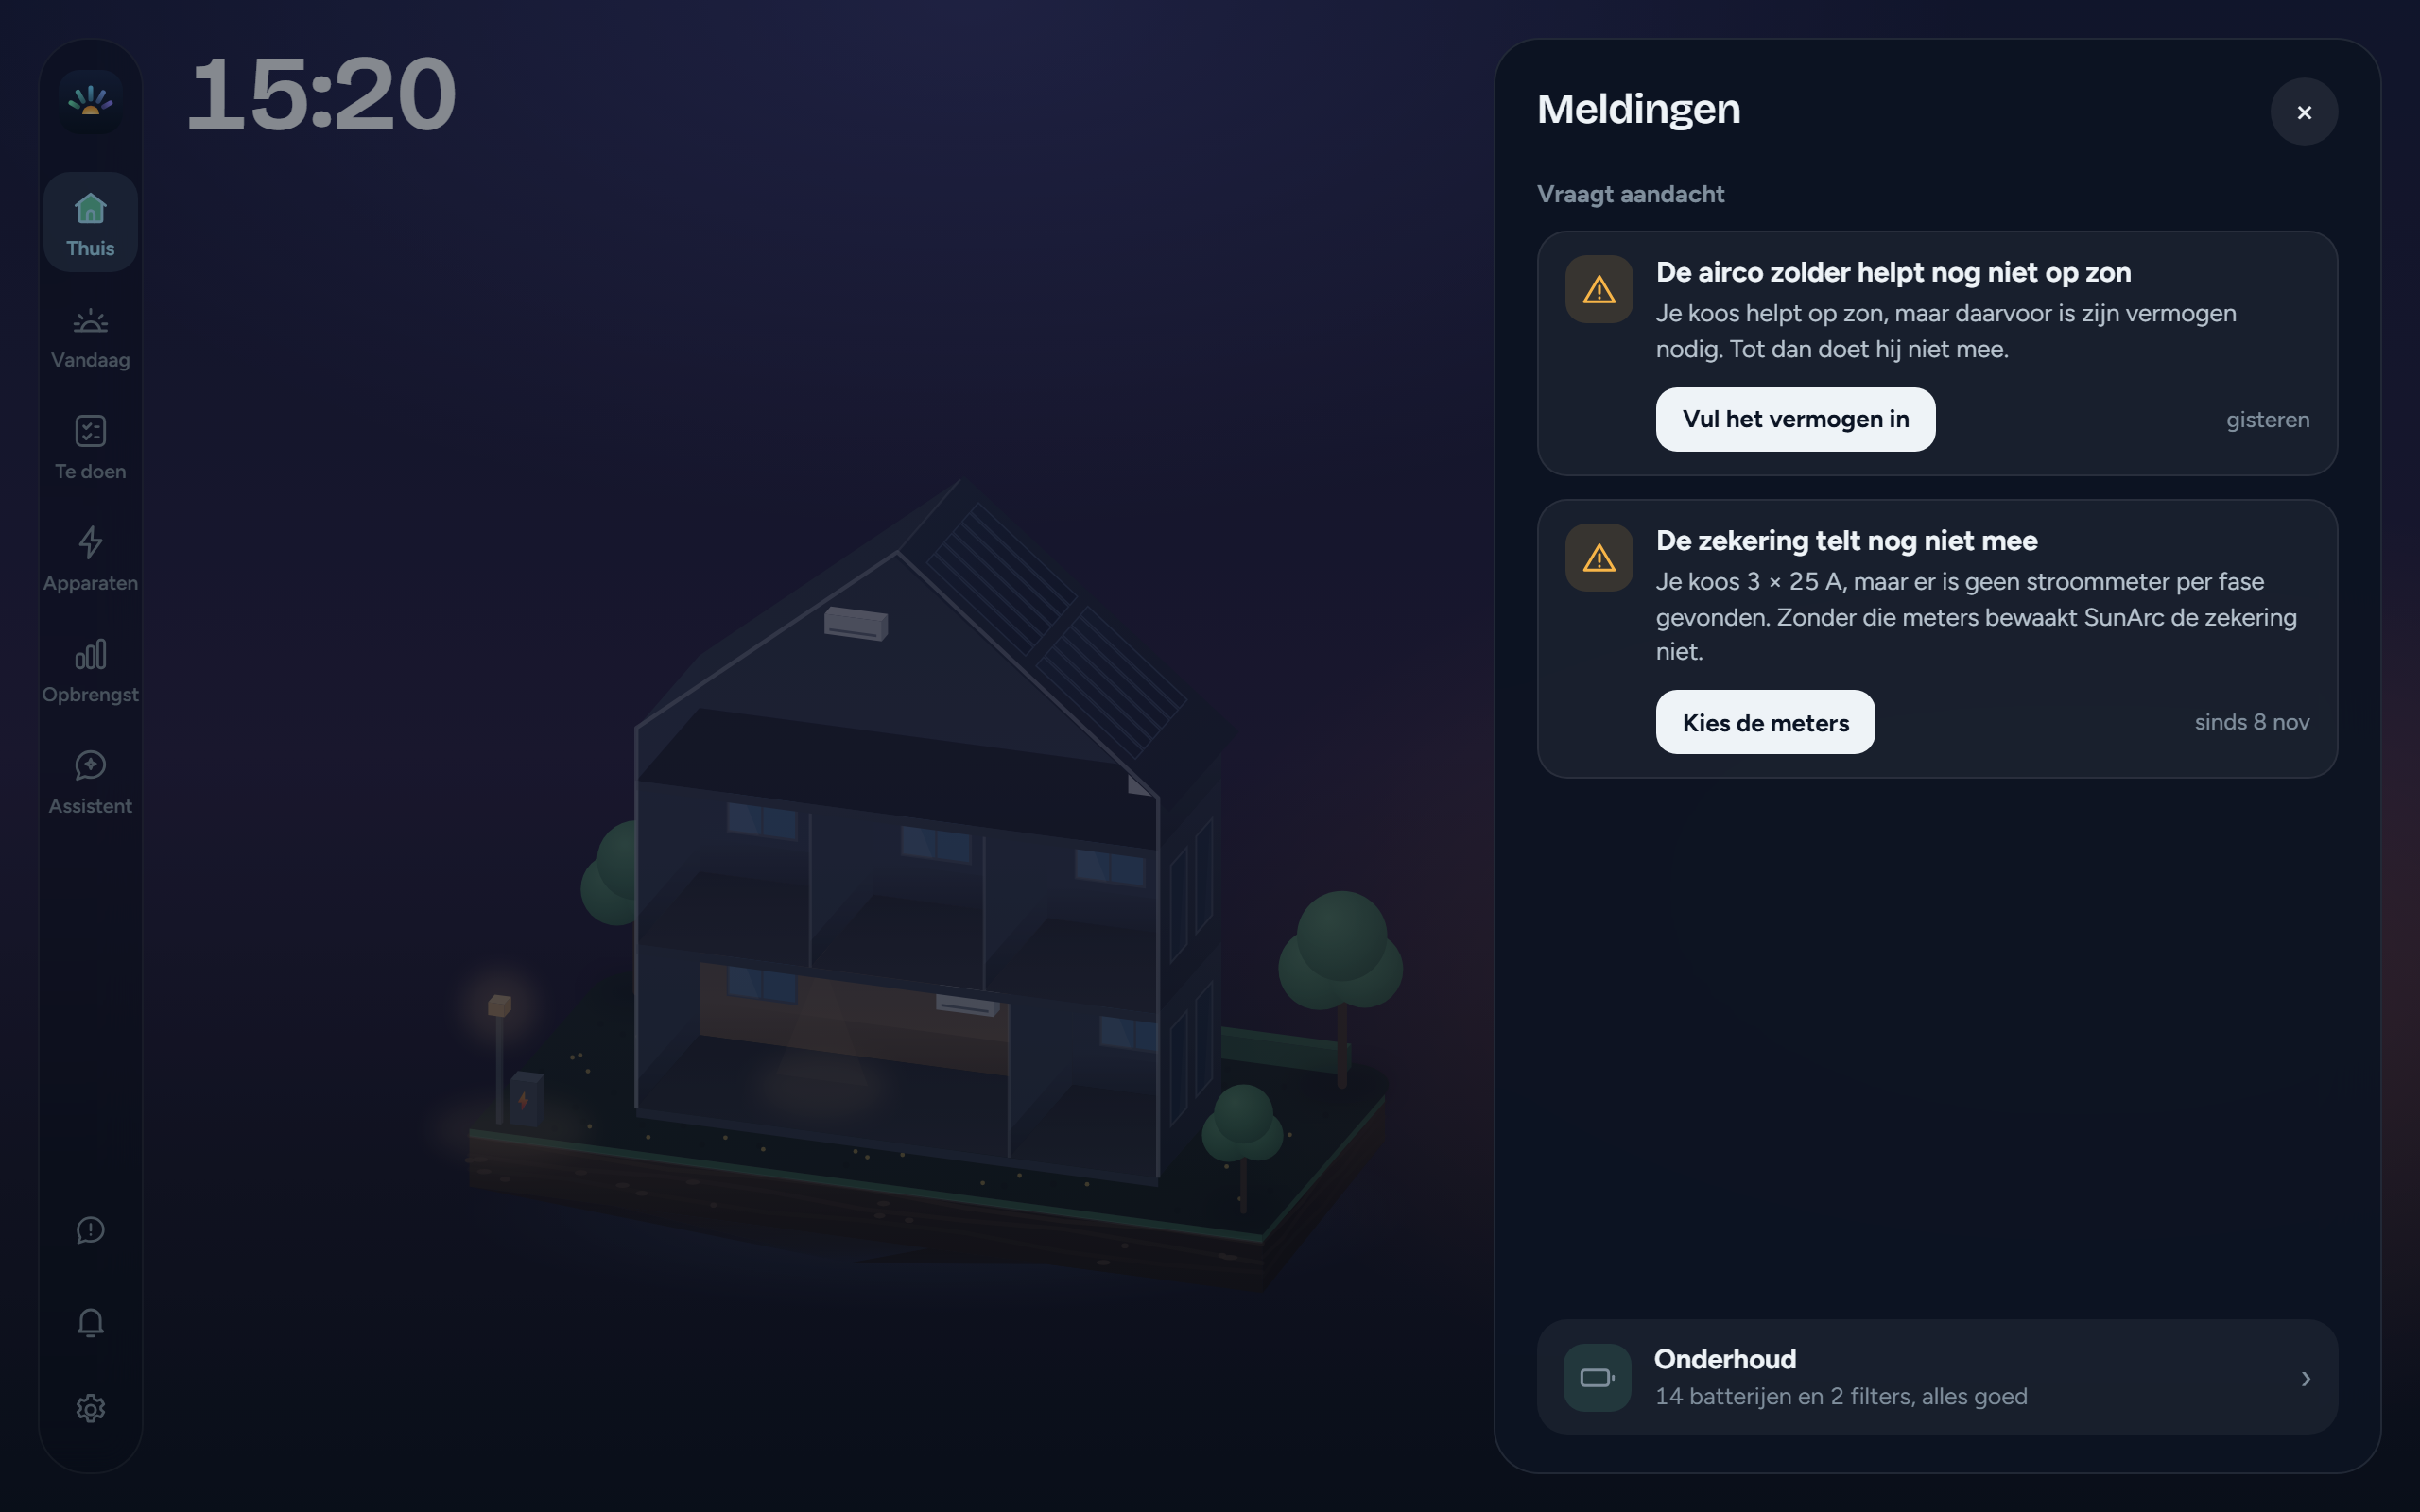 15:20
Thuis
Vandaag
Te doen
Apparaten
Opbrengst
Assistent
Meldingen
Vraagt aandacht
De airco zolder helpt nog niet op zon
Je koos helpt op zon, maar daarvoor is zijn vermogen
nodig. Tot dan doet hij niet mee.
Vul het vermogen in
gisteren
De zekering telt nog niet mee
Je koos 3 × 25 A, maar er is geen stroommeter per fase
gevonden. Zonder die meters bewaakt SunArc de zekering
niet.
Kies de meters
sinds 8 nov
Onderhoud
14 batterijen en 2 filters, alles goed